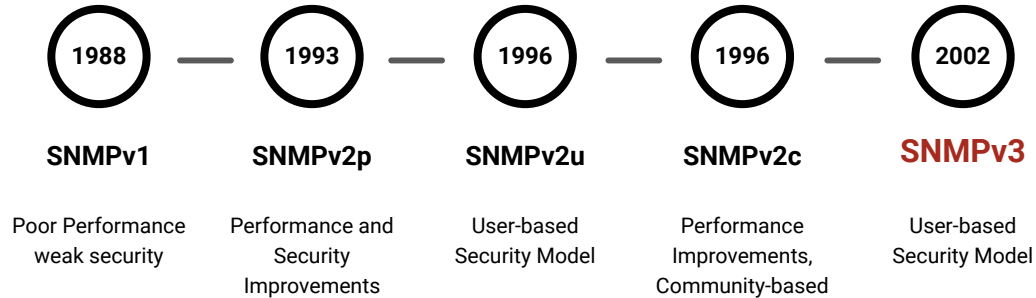 1988
1993
1996
1996
2002
SNMPv1
SNMPv2p
SNMPv2u
SNMPv2c
SNMPv3
Poor Performance
weak security
Performance and
Security
Improvements
User-based
Security Model
Performance
Improvements,
Community-based
User-based
Security Model